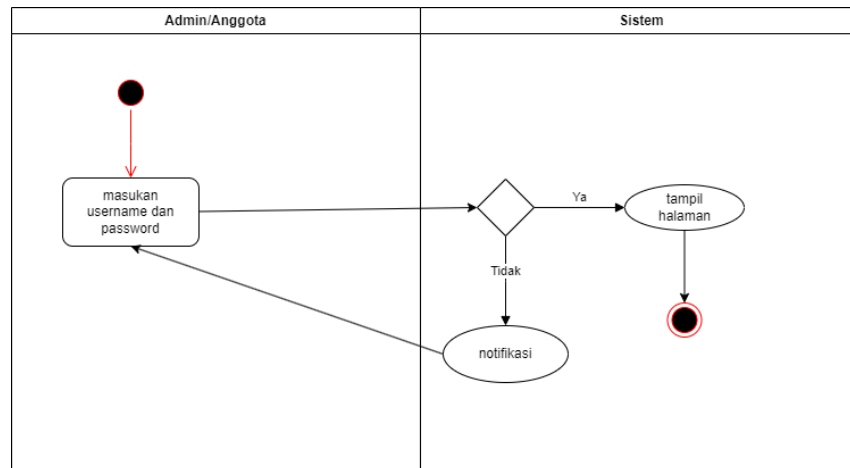 Admin/Anggota
Sistem
masukan
username dan
password
Ya
tampil
halaman
Tidak
notifikasi